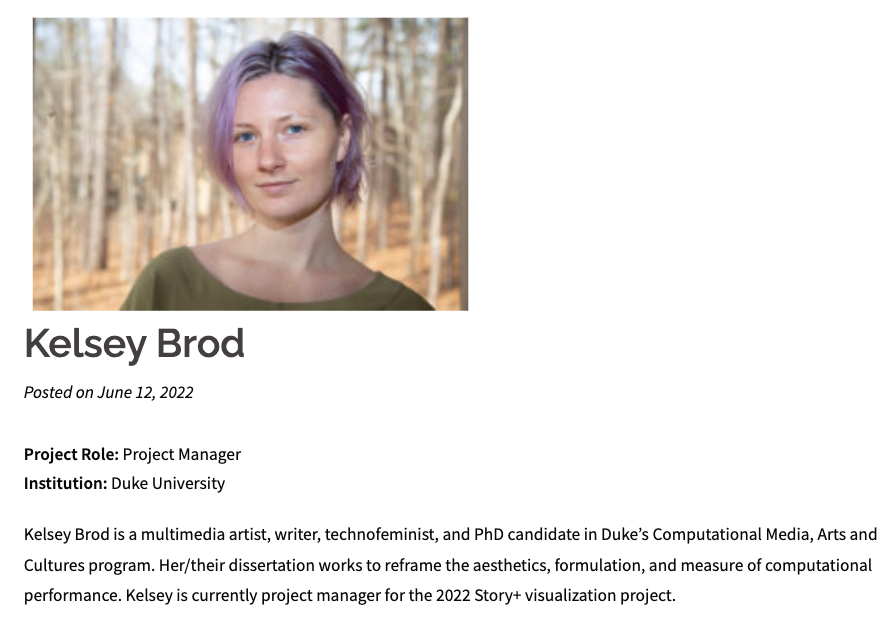 Kelsey Brod
Posted on June 12, 2022
Project Role: Project Manager
Institution: Duke University
Kelsey Brod is a multimedia artist, writer, technofeminist, and PhD candidate in Duke’s Computational Media, Arts and
Cultures program. Her/their dissertation works to reframe the aesthetics, formulation, and measure of computational
performance. Kelsey is currently project manager for the 2022 Story+ visualization project.